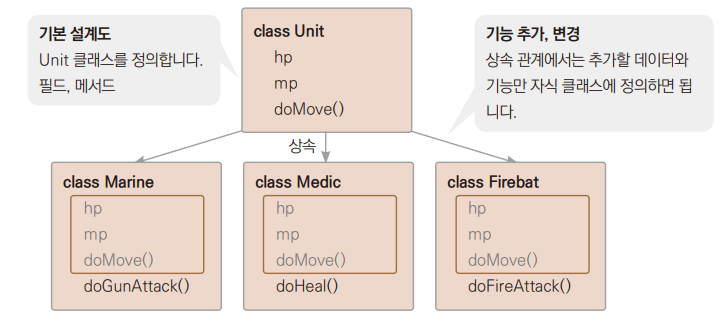 기본 설계도
Unit 클래스를 정의합니다.
필드, 메서드
class Unit
hp
mp
doMove()
기능 추가, 변경
상속 관계에서는 추가할 데이터와
기능만 자식 클래스에 정의하면 됩
니다.
상속
class Marine
hp
mp
doMove()
doGunAttack()
class Medic
hp
mp
doMove()
doHeal()
class Firebat
hp
mp
doMove()
doFireAttack()